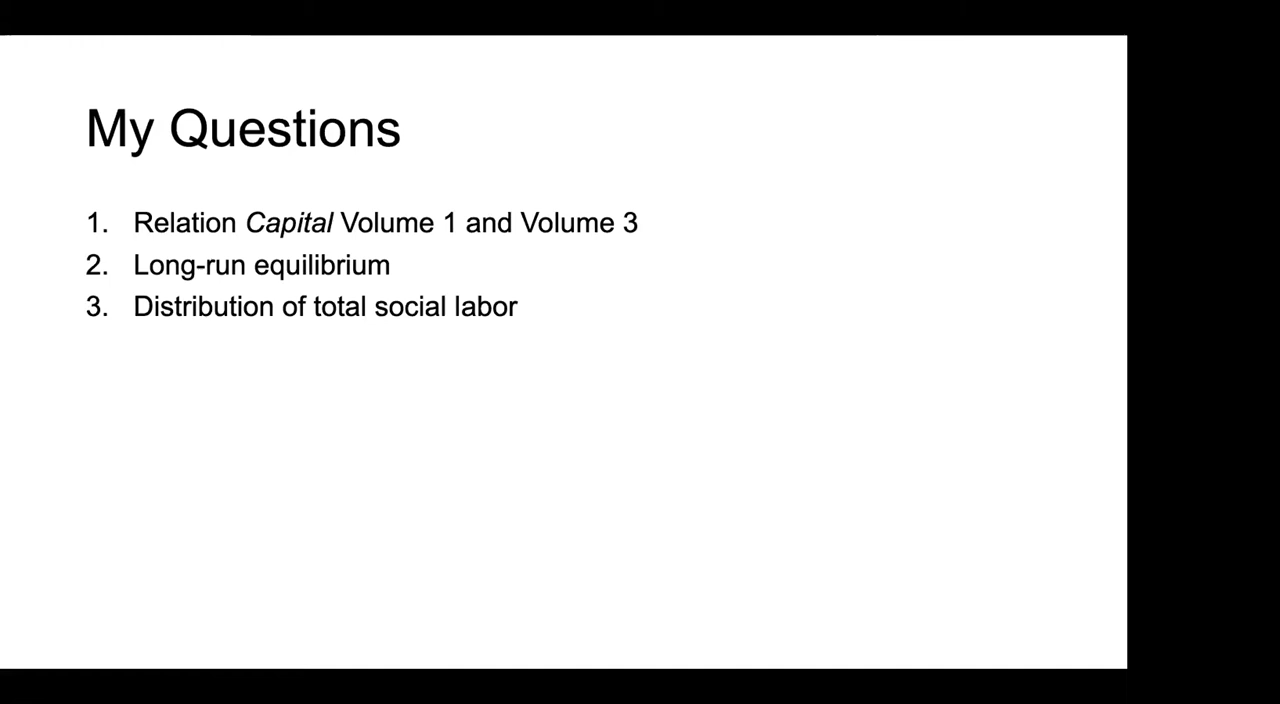 My Questions
1. Relation Capital Volume 1 and Volume 3
2. Long-run equilibrium
3. Distribution of total social labor